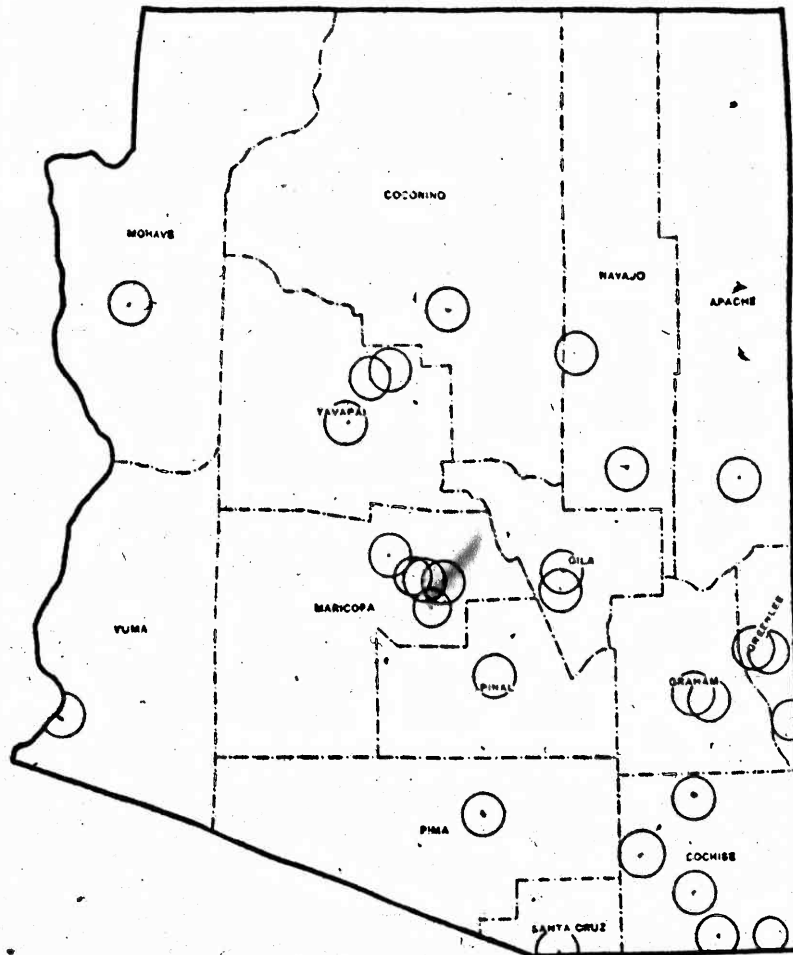 COCONINO
MOHAVE
NAVAJO
APACHE
YAVAPAI
GILA
MARICOPA
YUMA
GREENLEE
PINAL
GRAHAM
PIMA
COCHISE
SANTA CRUZ